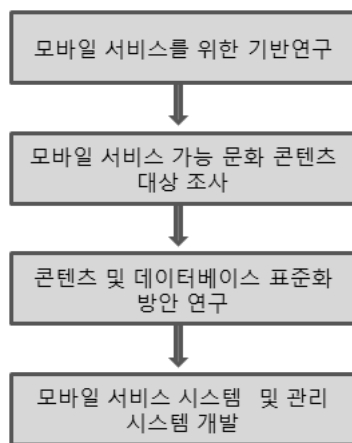 모바일 서비스를 위한 기반연구
모바일 서비스 가능 문화 콘텐츠
대상 조사
콘텐츠 및 데이터베이스 표준화
방안 연구
모바일 서비스 시스템 및 관리
시스템 개발